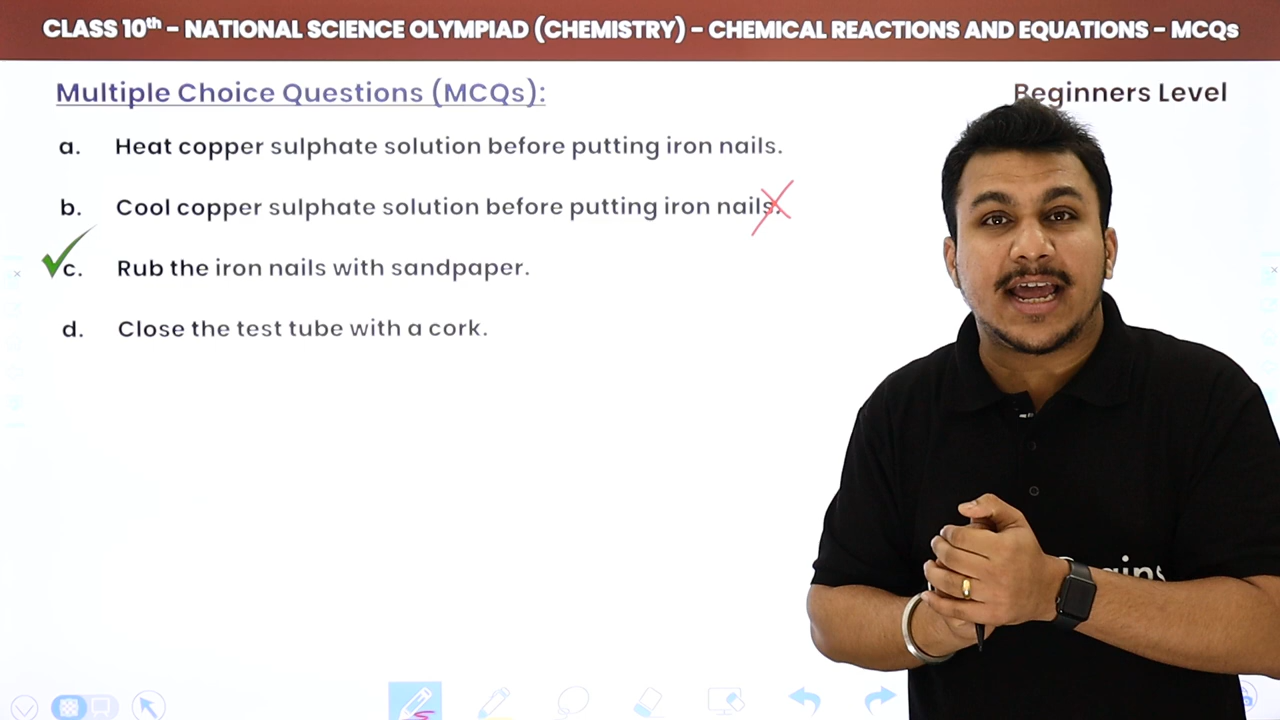 CLASS 10th – NATIONAL SCIENCE OLYMPIAD (CHEMISTRY) – CHEMICAL REACTIONS AND EQUATIONS – MCQs
Multiple Choice Questions (MCQs):
Beginners Level
a. Heat copper sulphate solution before putting iron nails.
b. Cool copper sulphate solution before putting iron nails.
c. Rub the iron nails with sandpaper.
d. Close the test tube with a cork.